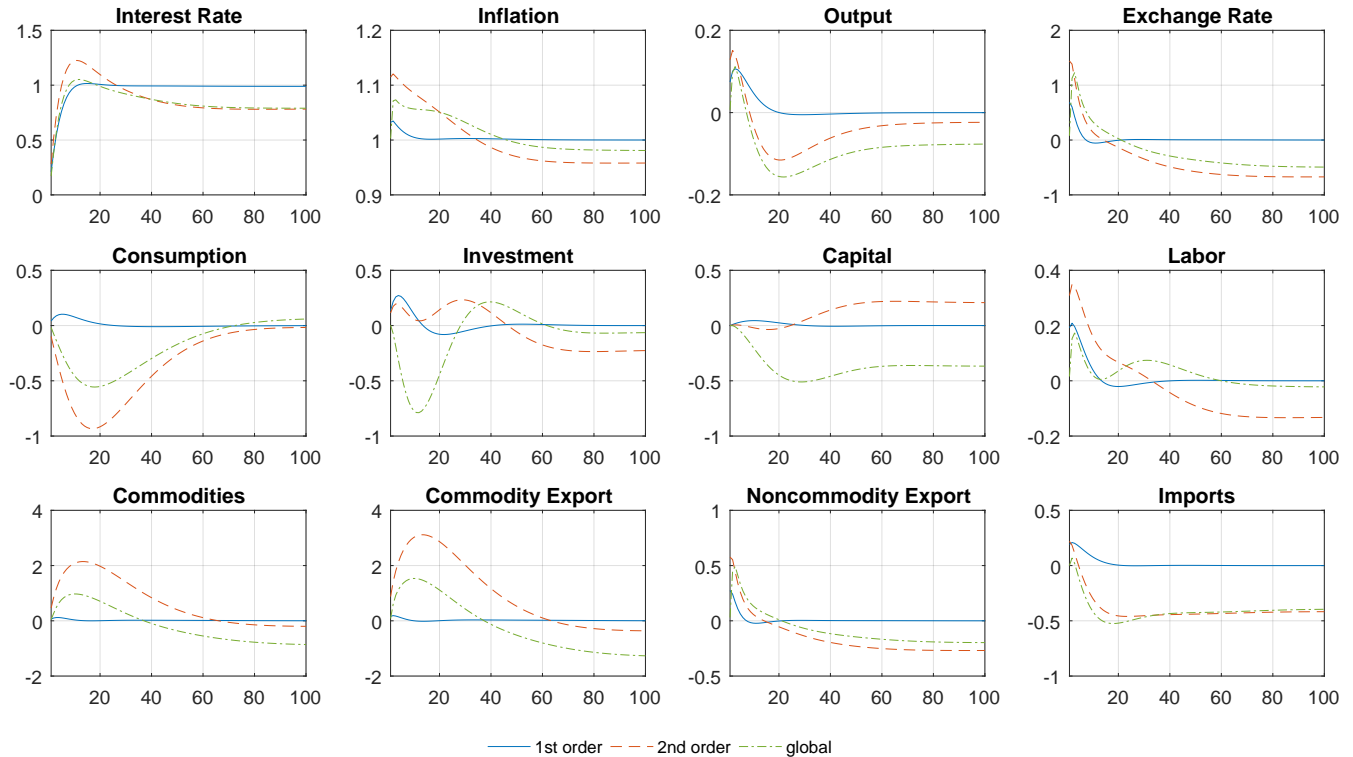 Interest Rate
1.5
1
0.5
0
20 40 60 80 100
Inflation
1.2
1.1
1
0.9
20 40 60 80 100
Output
0.2
0
-0.2
20 40 60 80 100
Exchange Rate
2
1
0
-1
20 40 60 80 100
Consumption
0.5
0
-0.5
-1
20 40 60 80 100
Investment
0.5
0
-0.5
-1
20 40 60 80 100
Capital
0.5
0
-0.5
-1
20 40 60 80 100
Labor
0.4
0.2
0
-0.2
20 40 60 80 100
Commodities
4
2
0
-2
20 40 60 80 100
Commodity Export
4
2
0
-2
20 40 60 80 100
Noncommodity Export
1
0.5
0
-0.5
20 40 60 80 100
Imports
0.5
0
-0.5
-1
20 40 60 80 100
1st order 2nd order global